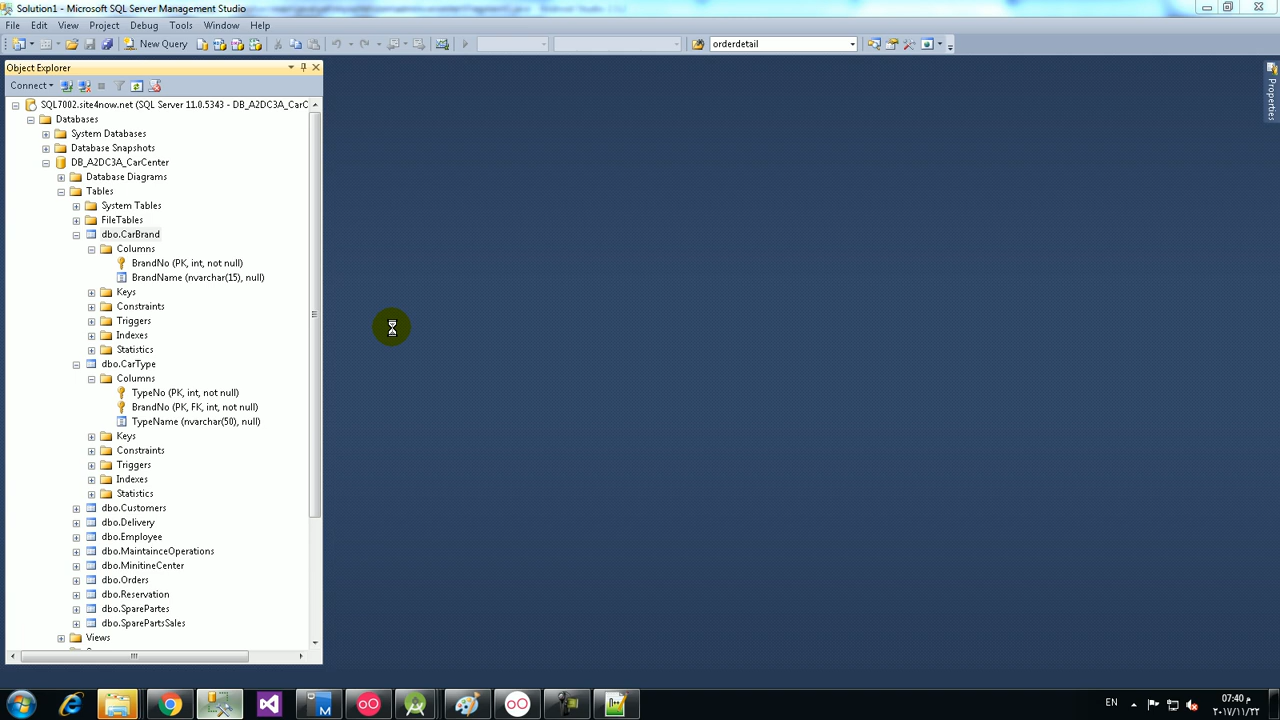 Solution1 - Microsoft SQL Server Management Studio
File Edit View Project Debug Tools Window Help
New Query orderdetail
Object Explorer
Connect
Properties
SQL7002.site4now.net (SQL Server 11.0.5343 - DB_A2DC3A_CarC
Databases
System Databases
Database Snapshots
DB_A2DC3A_CarCenter
Database Diagrams
Tables
System Tables
FileTables
dbo.CarBrand
Columns
BrandNo (PK, int, not null)
BrandName (nvarchar(15), null)
Keys
Constraints
Triggers
Indexes
Statistics
dbo.CarType
Columns
TypeNo (PK, int, not null)
BrandNo (PK, FK, int, not null)
TypeName (nvarchar(50), null)
Keys
Constraints
Triggers
Indexes
Statistics
dbo.Customers
dbo.Delivery
dbo.Employee
dbo.MaintainceOperations
dbo.MinitineCenter
dbo.Orders
dbo.Reservation
dbo.SparePartes
dbo.SparePartsSales
Views
EN
07:40 م
٢٠١٧/١١/٢٢